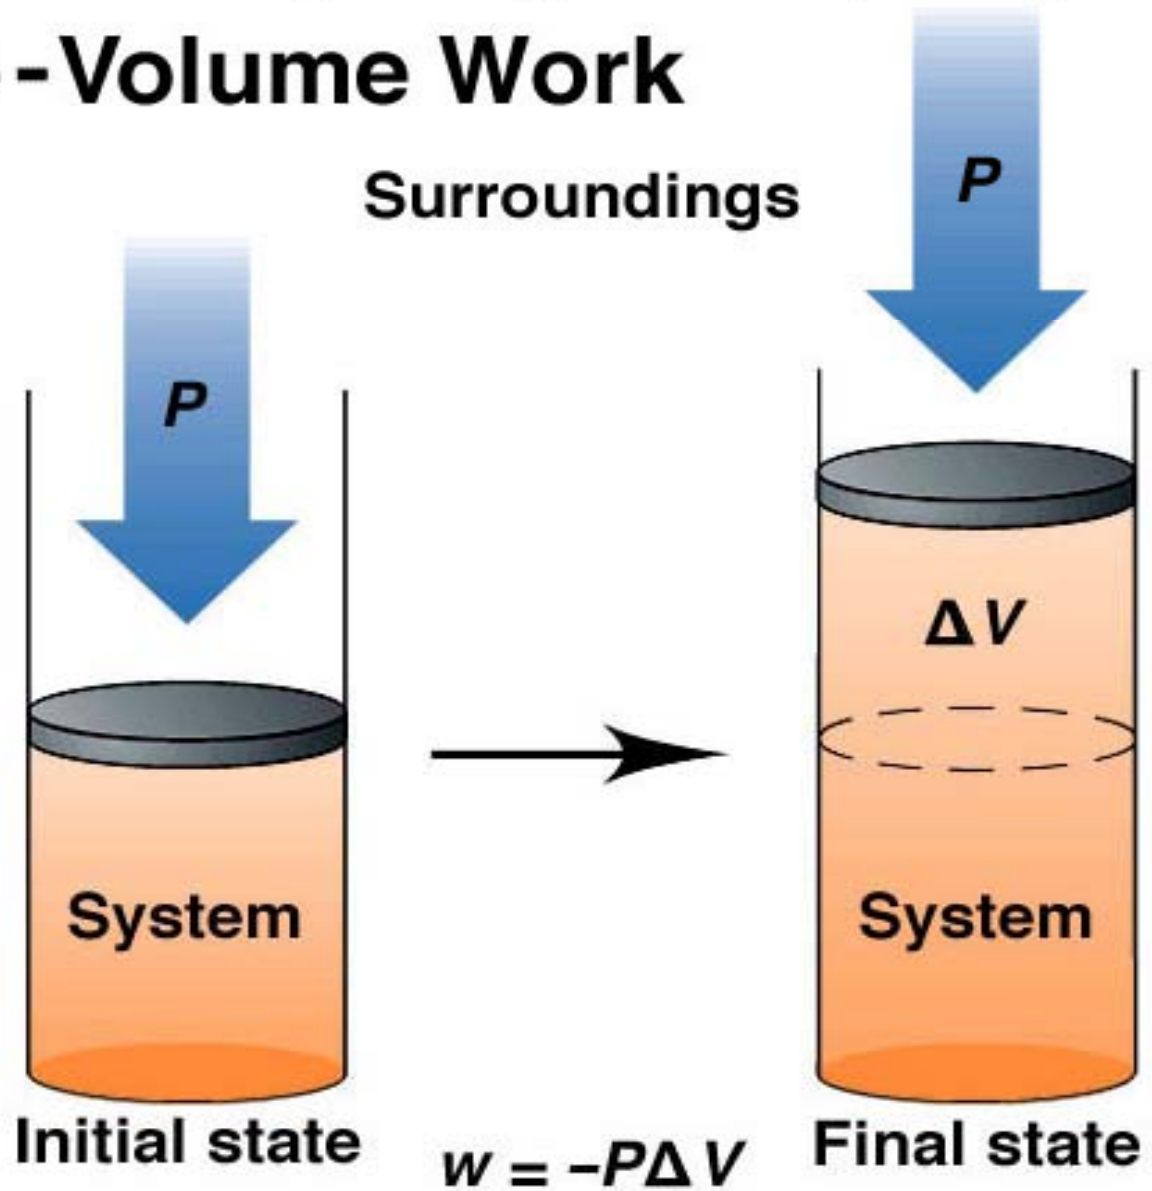 -Volume Work
Surroundings
P
P
ΔV
System
System
Initial state
w = –PΔV
Final state